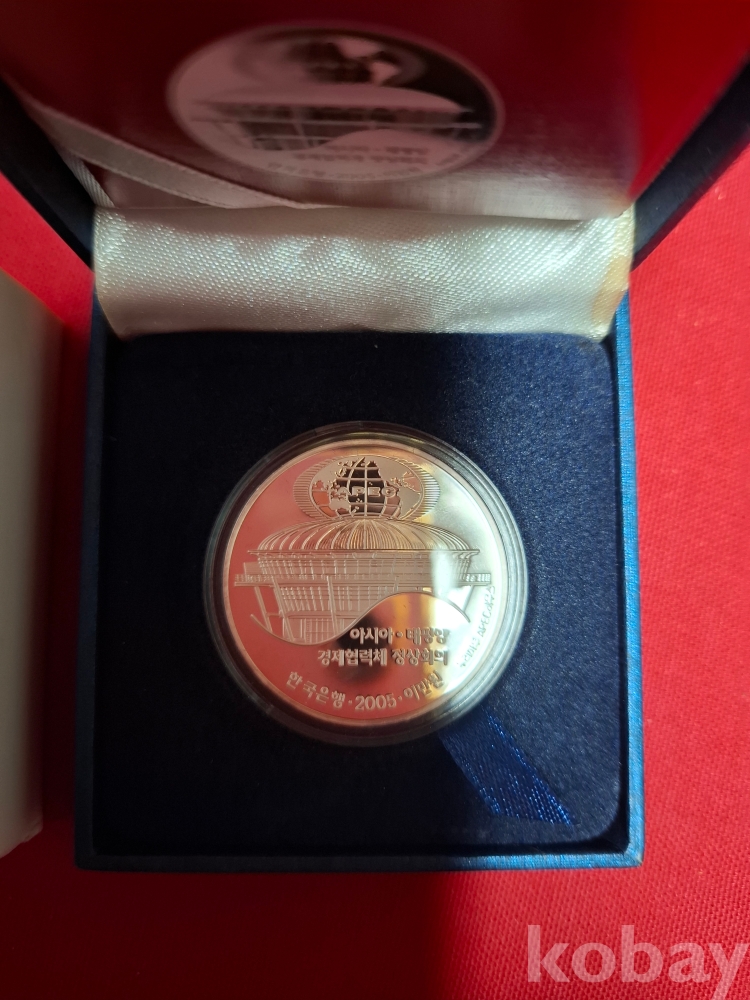 APEC
아시아·태평양
경제협력체 정상회의
한국은행·2005·이만원
kobay